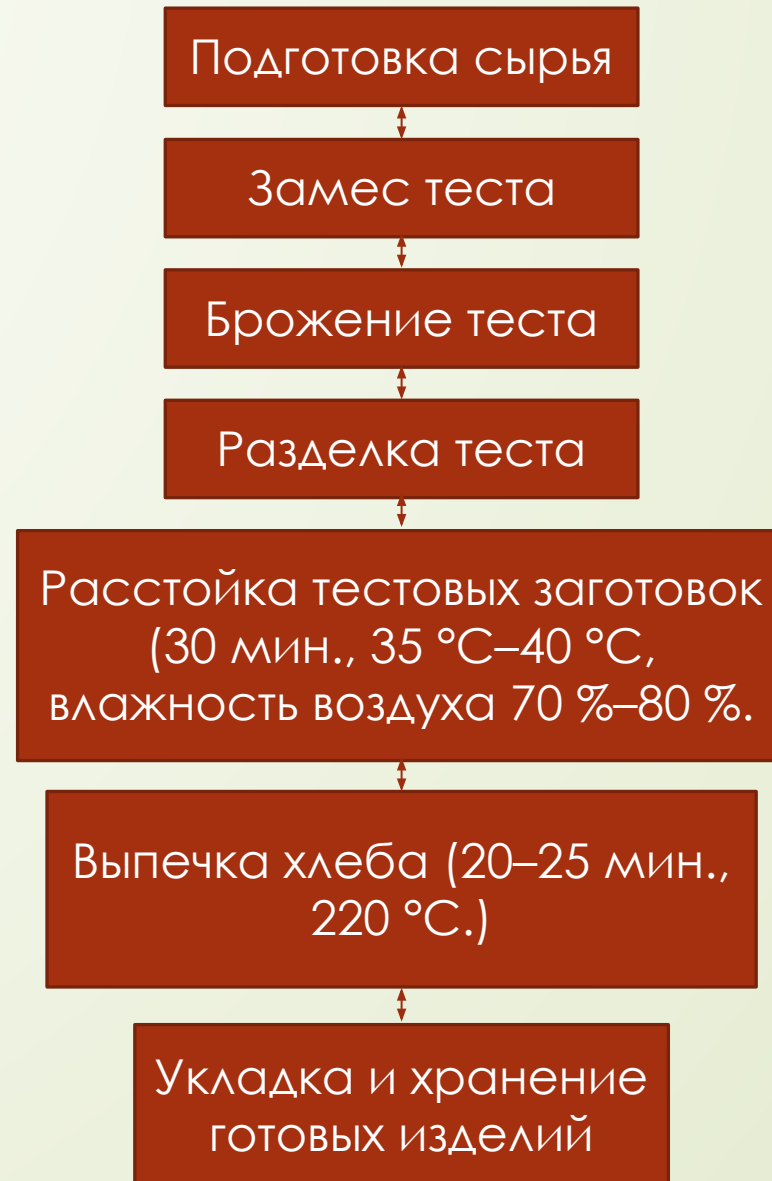 Подготовка сырья
Замес теста
Брожение теста
Разделка теста
Расстойка тестовых заготовок
(30 мин., 35 °С–40 °С,
влажность воздуха 70 %–80 %.
Выпечка хлеба (20–25 мин.,
220 °С.)
Укладка и хранение
готовых изделий